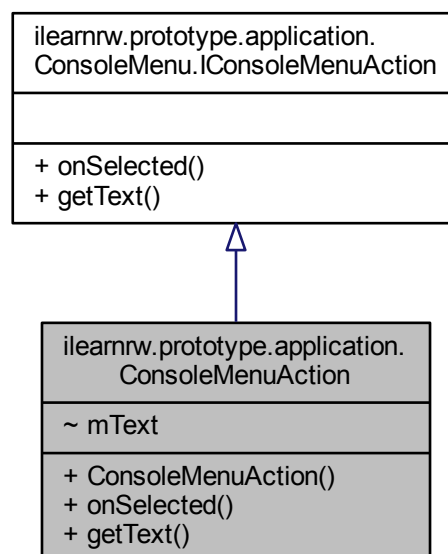 ilearnrw.prototype.application.
ConsoleMenu.IConsoleMenuAction
+ onSelected()
+ getText()
ilearnrw.prototype.application.
ConsoleMenuAction
~ mText
+ ConsoleMenuAction()
+ onSelected()
+ getText()